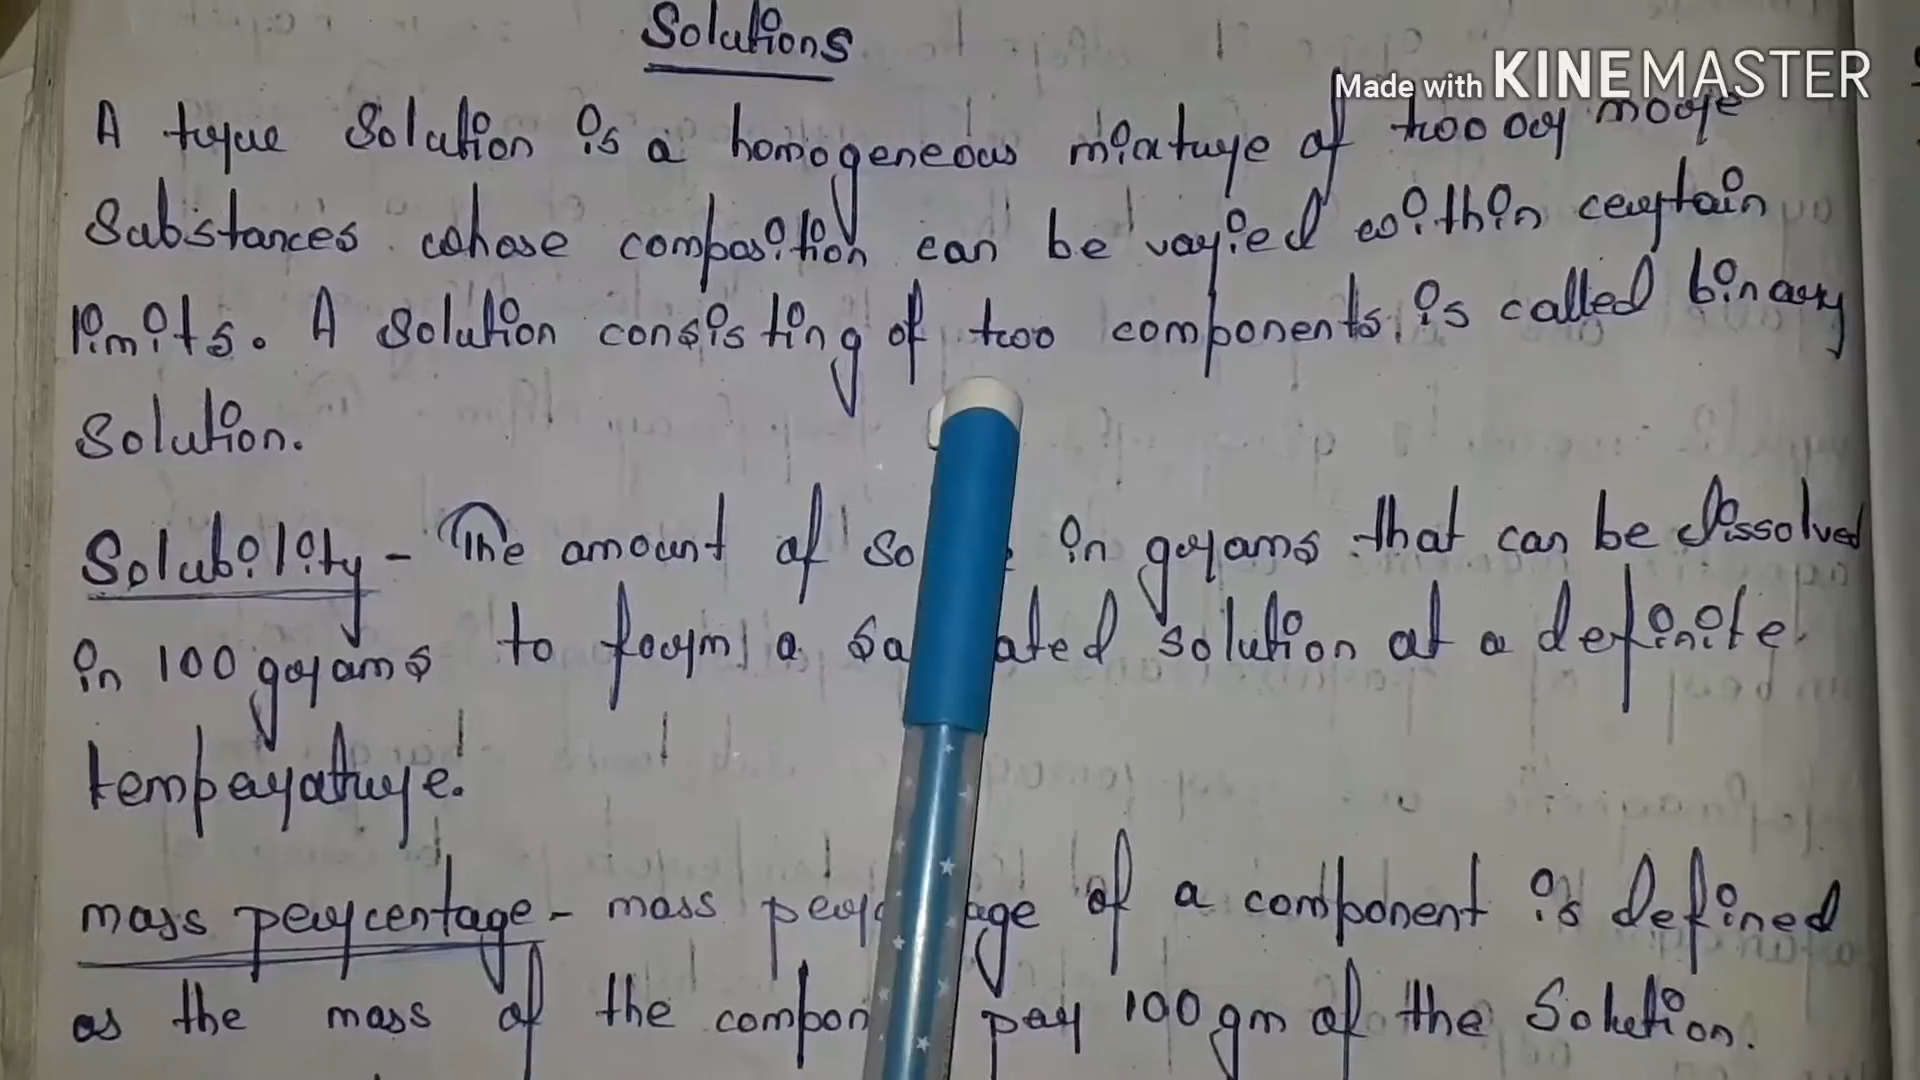 Solutions
Made with KINEMASTER
A true solution is a homogeneous mixture of two or more
substances whose composition can be varied within certain
limits. A solution consisting of two components is called binary
solution.
Solubility - The amount of so in grams that can be dissolved
in 100 grams to form a sa ated solution at a definite
temperature.
mass percentage - mass per age of a component is defined
as the mass of the compon per 100 gm of the solution.